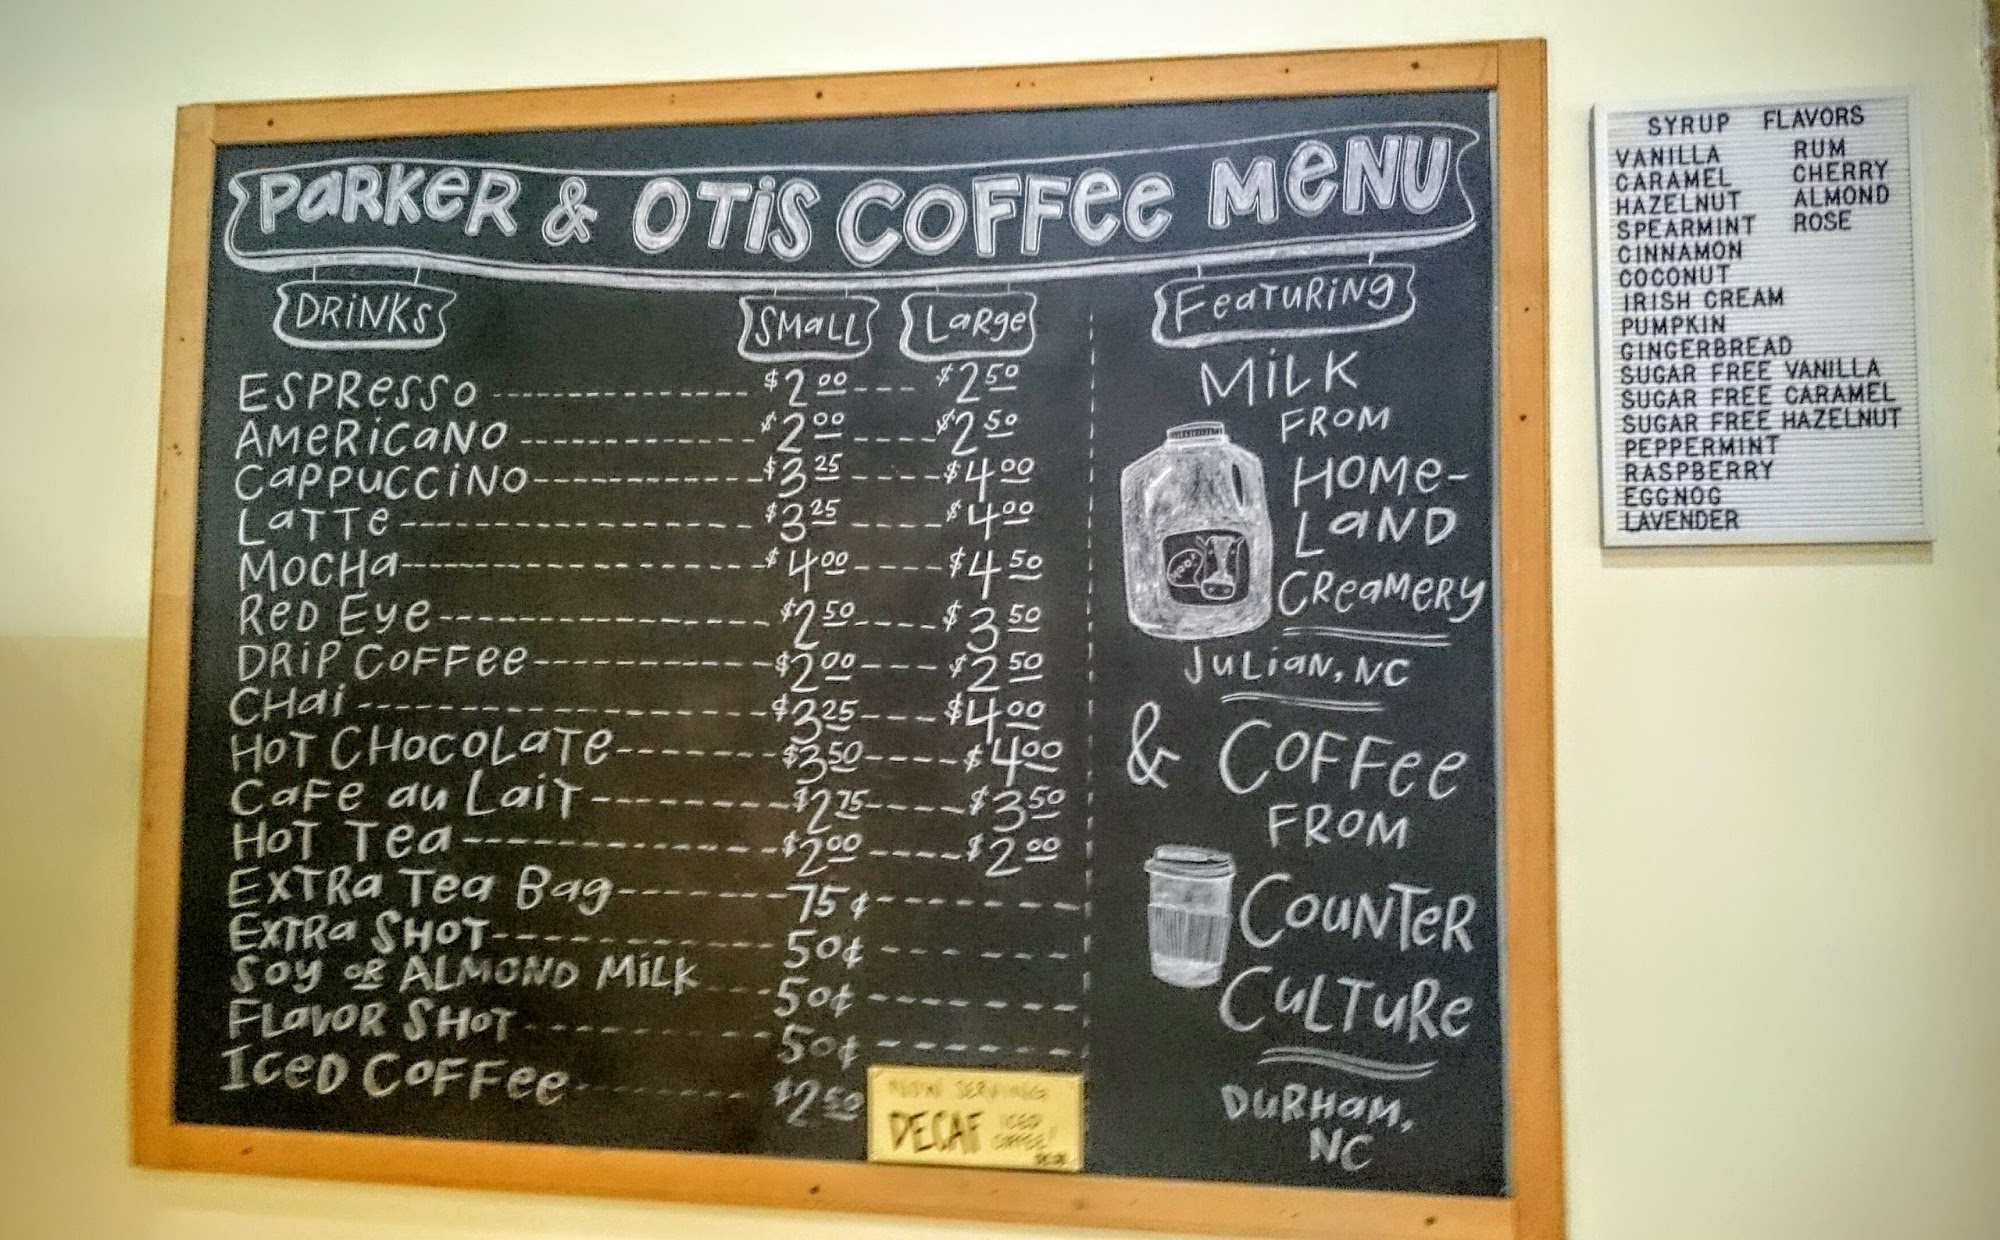 PARKER & OTIS COFFEE MENU
DRINKS SMALL LARGE
ESPRESSO $2.00 $2.50
AMERICANO $2.00 $2.50
CAPPUCCINO $3.25 $4.00
LATTE $3.25 $4.00
MOCHA $4.00 $4.50
RED EYE $2.50 $3.50
DRIP COFFEE $2.00 $2.50
CHAI $3.25 $4.00
HOT CHOCOLATE $3.50 $4.00
CAFE AU LAIT $2.75 $3.50
HOT TEA $2.00 $2.00
EXTRA TEA BAG 75¢
EXTRA SHOT 50¢
SOY OR ALMOND MILK 50¢
FLAVOR SHOT 50¢
ICED COFFEE $2.50
NOW SERVING
DECAF ICED
COFFEE!
FEATURING
MILK
FROM
HOME-
LAND
CREAMERY
MOO!
JULIAN, NC
& COFFEE
FROM
COUNTER
CULTURE
DURHAM,
NC
SYRUP FLAVORS
VANILLA RUM
CARAMEL CHERRY
HAZELNUT ALMOND
SPEARMINT ROSE
CINNAMON
COCONUT
IRISH CREAM
PUMPKIN
GINGERBREAD
SUGAR FREE VANILLA
SUGAR FREE CARAMEL
SUGAR FREE HAZELNUT
PEPPERMINT
RASPBERRY
EGGNOG
LAVENDER